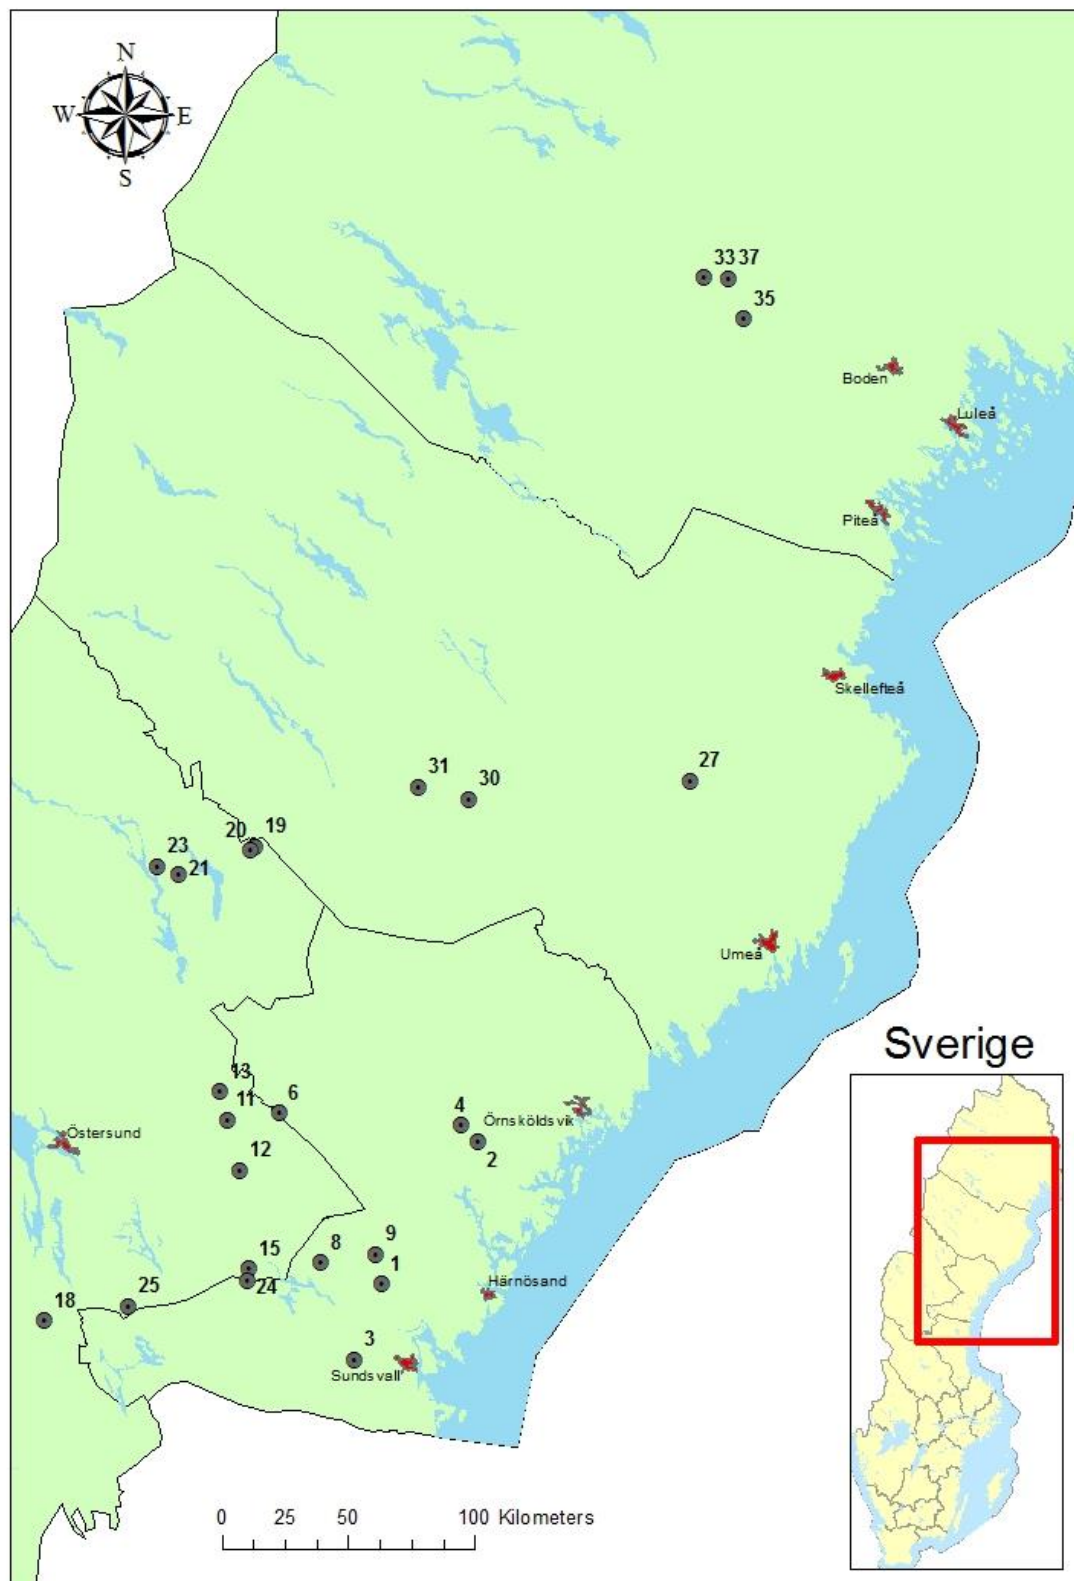 N
W E
S
33 37
35
Boden
Luleå
Piteå
Skellefteå
27
31
30
20 19
23
21
Umeå
Sverige
13
11 6
4
Örnsköldsvik
Östersund
2
12
9
15 8
1
24
Härnösand
25
18
3
Sundsvall
0 25 50 100 Kilometers